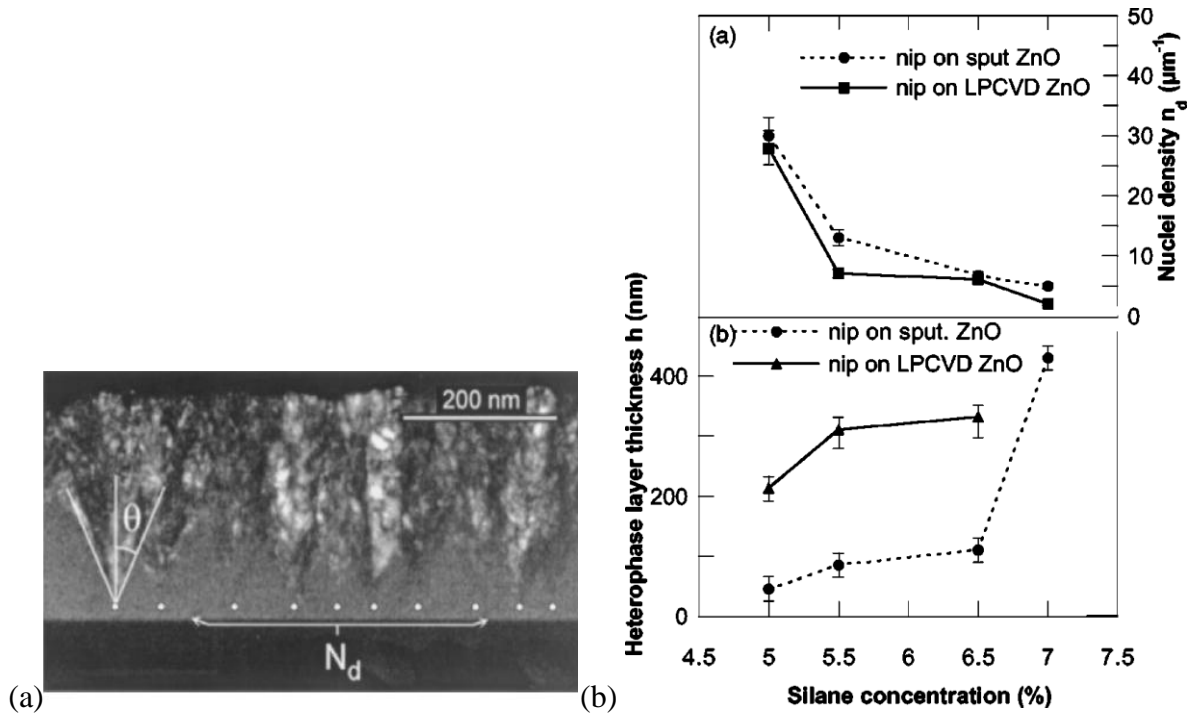 200 nm
θ
N_d
(a)
(a)
nip on sput ZnO
nip on LPCVD ZnO
50
40
30
20
10
0
Nuclei density n_d (µm⁻¹)
(b)
nip on sput. ZnO
nip on LPCVD ZnO
400
200
0
Heterophase layer thickness h (nm)
4.5 5 5.5 6 6.5 7 7.5
Silane concentration (%)
(b)